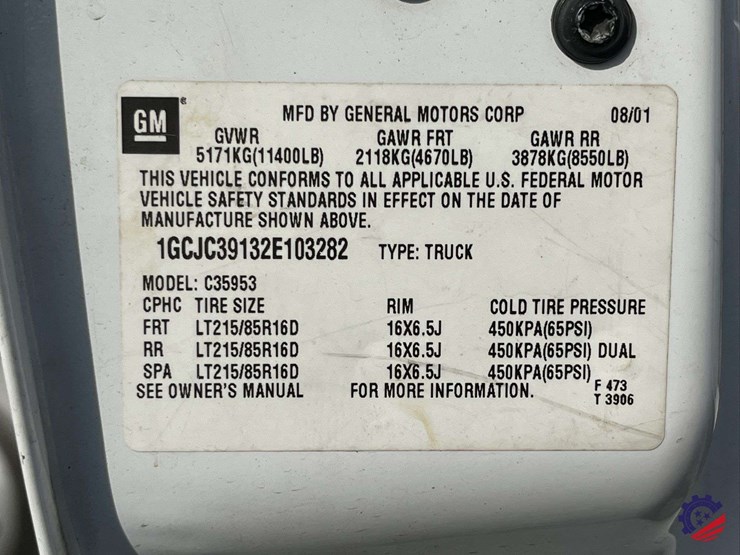 GM®
MFD BY GENERAL MOTORS CORP 08/01
GVWR GAWR FRT GAWR RR
5171KG(11400LB) 2118KG(4670LB) 3878KG(8550LB)
THIS VEHICLE CONFORMS TO ALL APPLICABLE U.S. FEDERAL MOTOR
VEHICLE SAFETY STANDARDS IN EFFECT ON THE DATE OF
MANUFACTURE SHOWN ABOVE.
1GCJC39132E103282 TYPE: TRUCK
MODEL: C35953
CPHC TIRE SIZE RIM COLD TIRE PRESSURE
FRT LT215/85R16D 16X6.5J 450KPA(65PSI)
RR LT215/85R16D 16X6.5J 450KPA(65PSI) DUAL
SPA LT215/85R16D 16X6.5J 450KPA(65PSI)
SEE OWNER'S MANUAL FOR MORE INFORMATION. F 473
T 3906